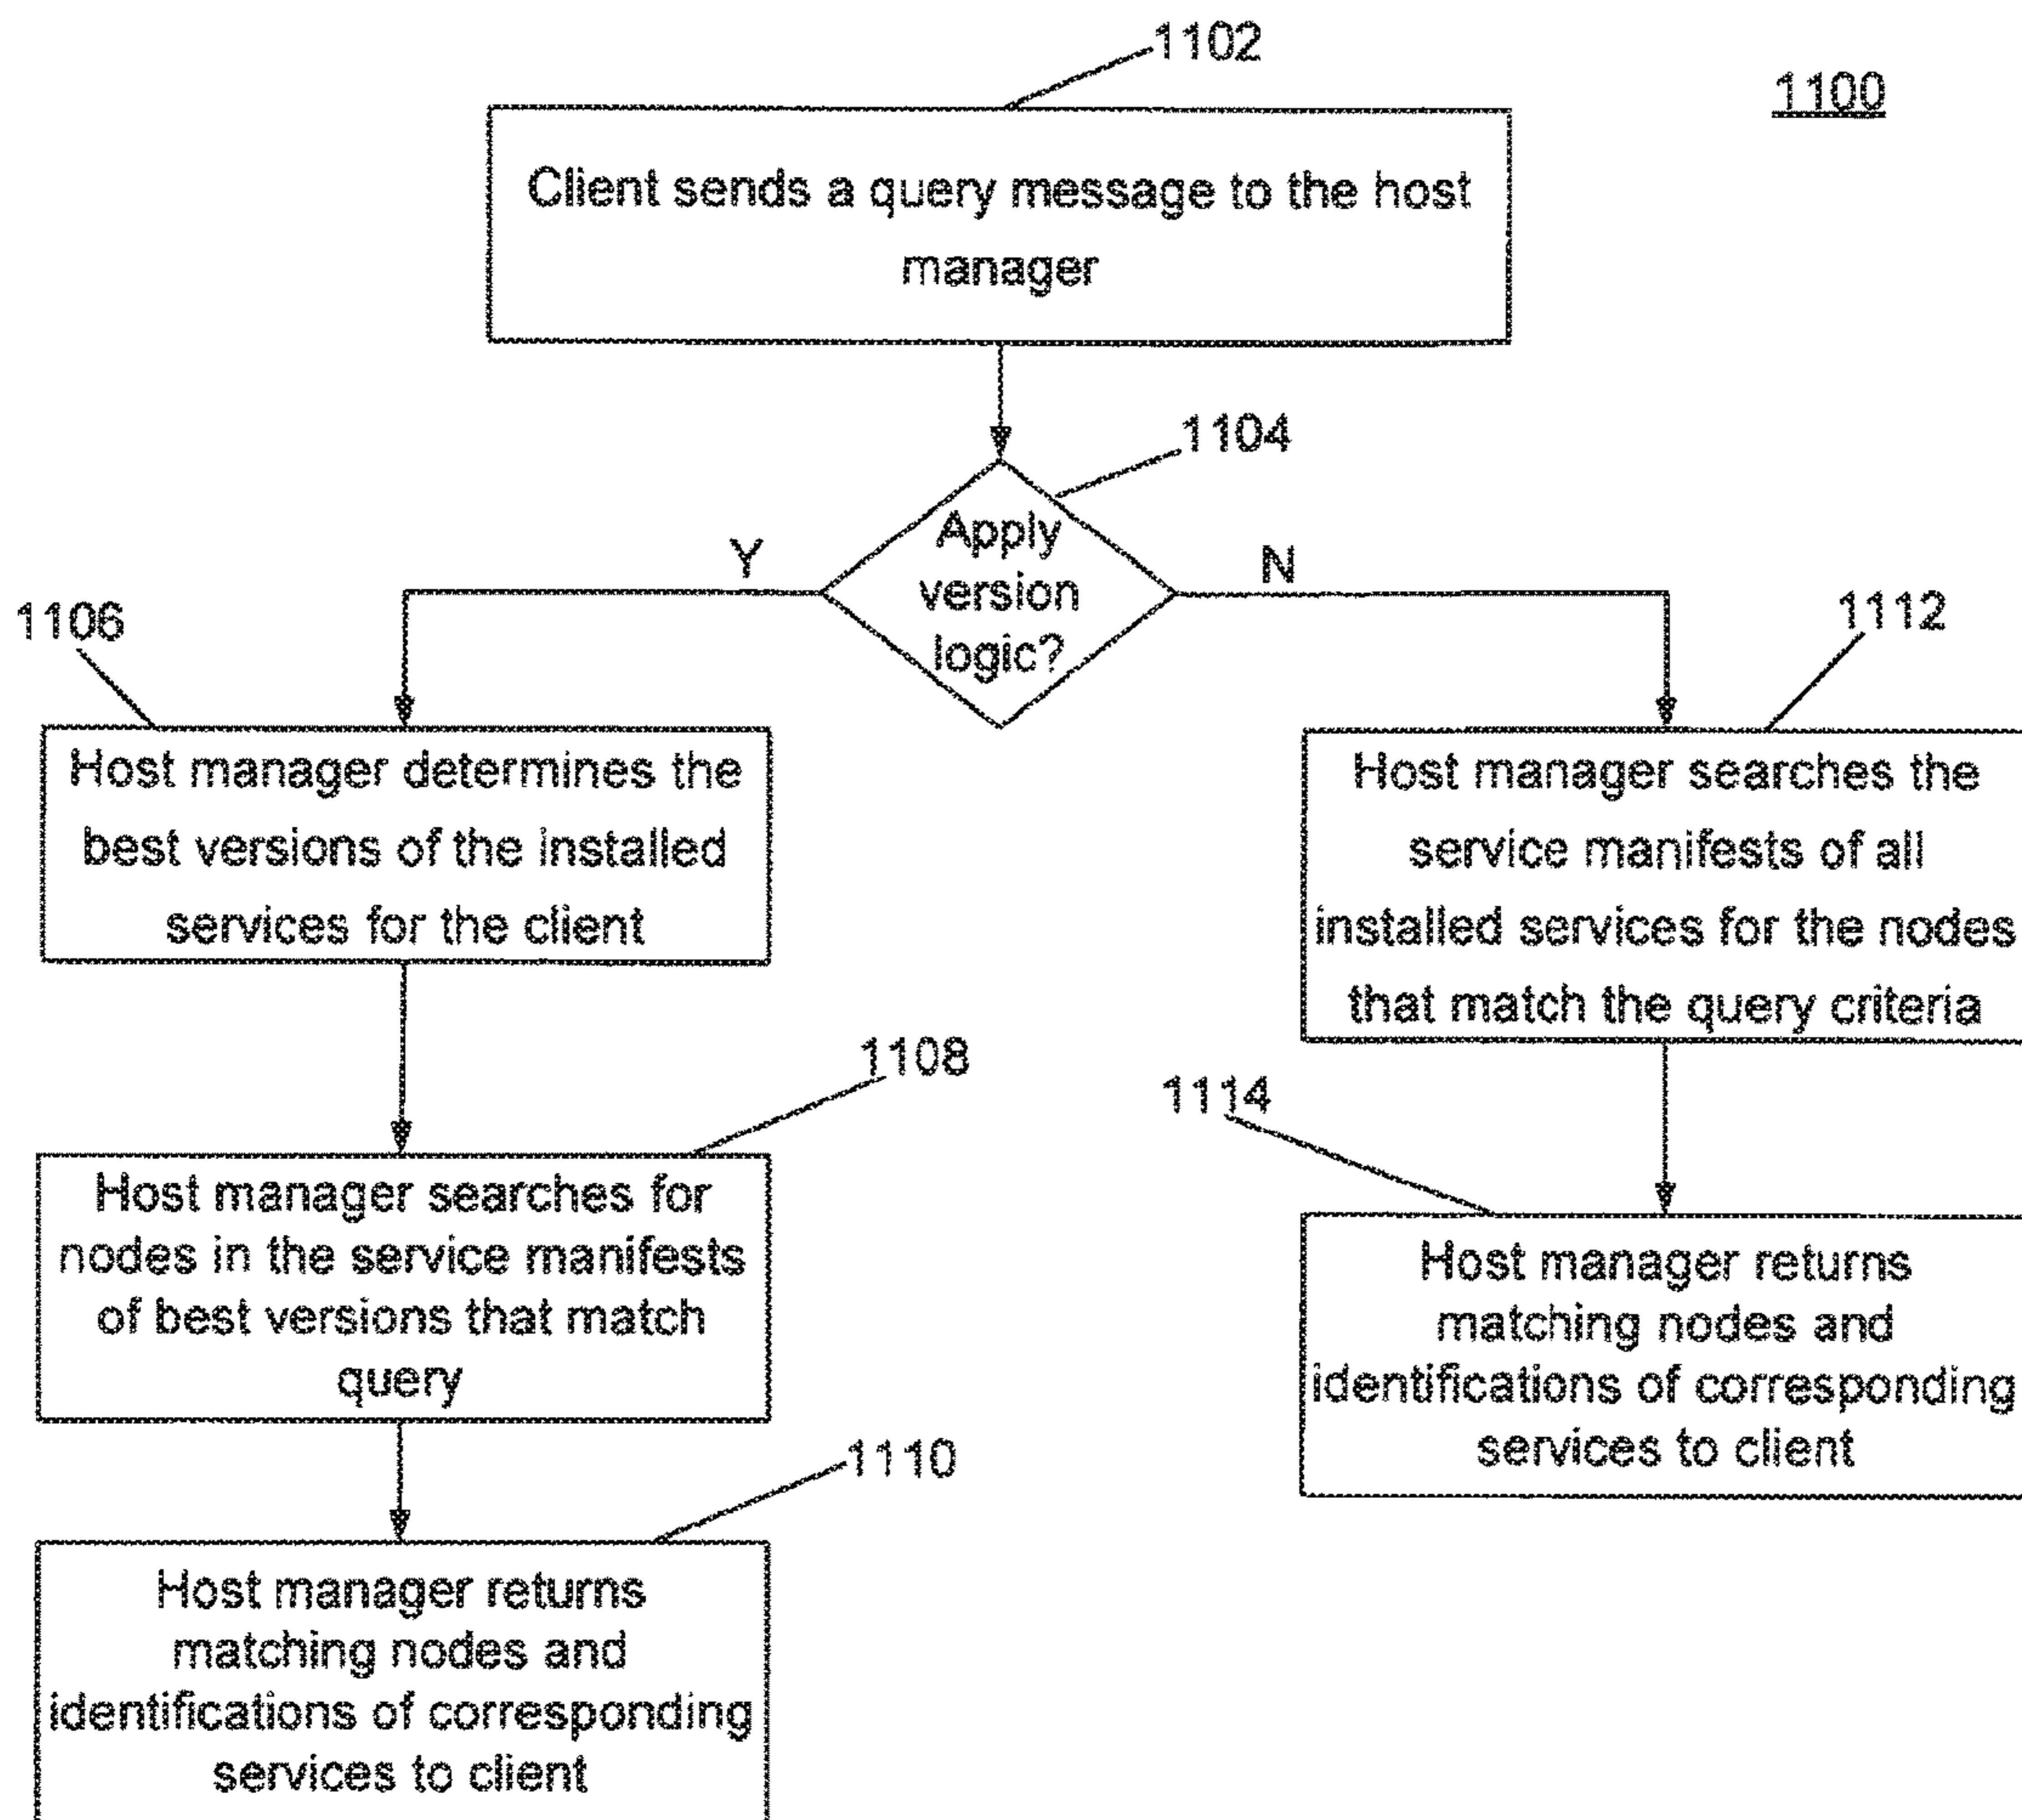 1102
1100
Client sends a query message to the host
manager
1104
Apply
version
logic?
Y
N
1106
1112
Host manager determines the
best versions of the installed
services for the client
Host manager searches the
service manifests of all
installed services for the nodes
that match the query criteria
1108
1114
Host manager searches for
nodes in the service manifests
of best versions that match
query
Host manager returns
matching nodes and
identifications of corresponding
services to client
1110
Host manager returns
matching nodes and
identifications of corresponding
services to client